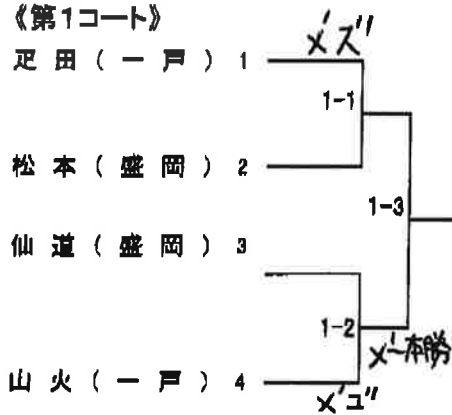 《第1コート》
メ'ズ''
疋田(一戸) 1
1-1
松本(盛岡) 2
1-3
仙道(盛岡) 3
1-2
メ'一本勝
山火(一戸) 4
メ'ユ''